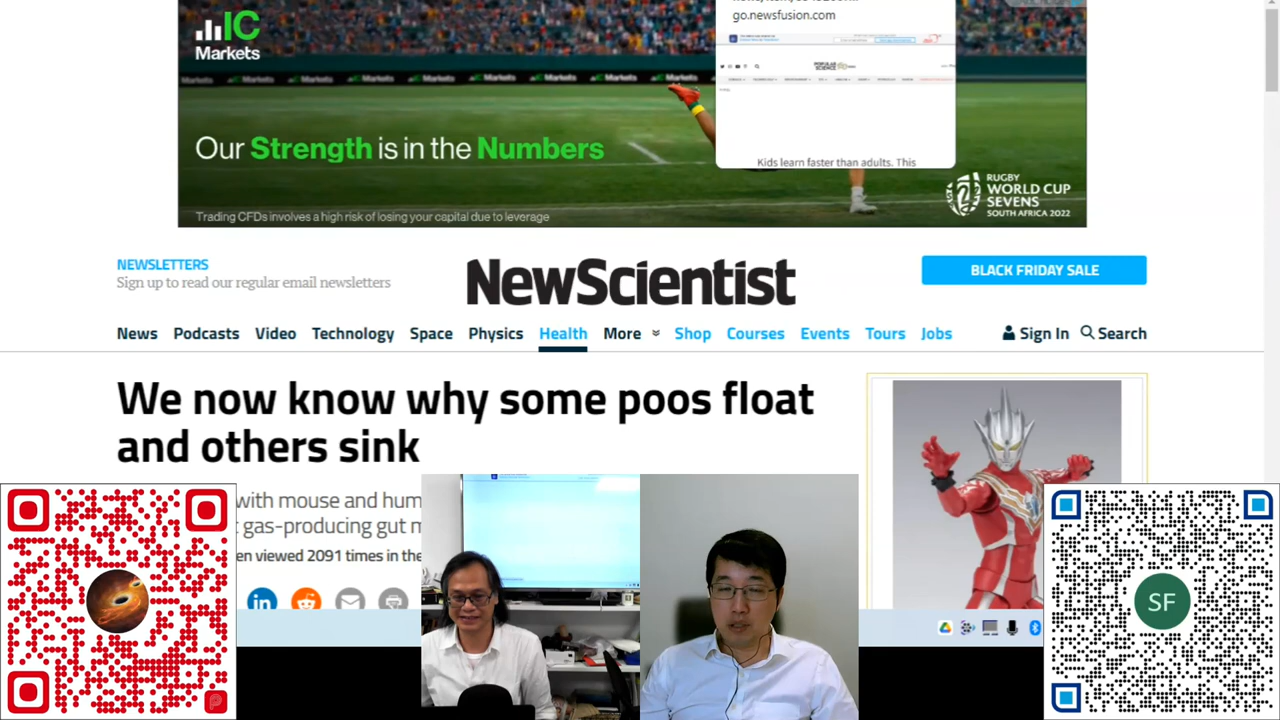 IC
Markets
go.newsfusion.com
POPULAR
SCIENCE
Kids learn faster than adults. This
Our Strength is in the Numbers
Trading CFDs involves a high risk of losing your capital due to leverage
RUGBY
WORLD CUP
SEVENS
SOUTH AFRICA 2022
NEWSLETTERS
Sign up to read our regular email newsletters
NewScientist
BLACK FRIDAY SALE
News Podcasts Video Technology Space Physics Health More Shop Courses Events Tours Jobs Sign In Search
We now know why some poos float
and others sink
with mouse and hum
gas-producing gut m
en viewed 2091 times in the
in
SF